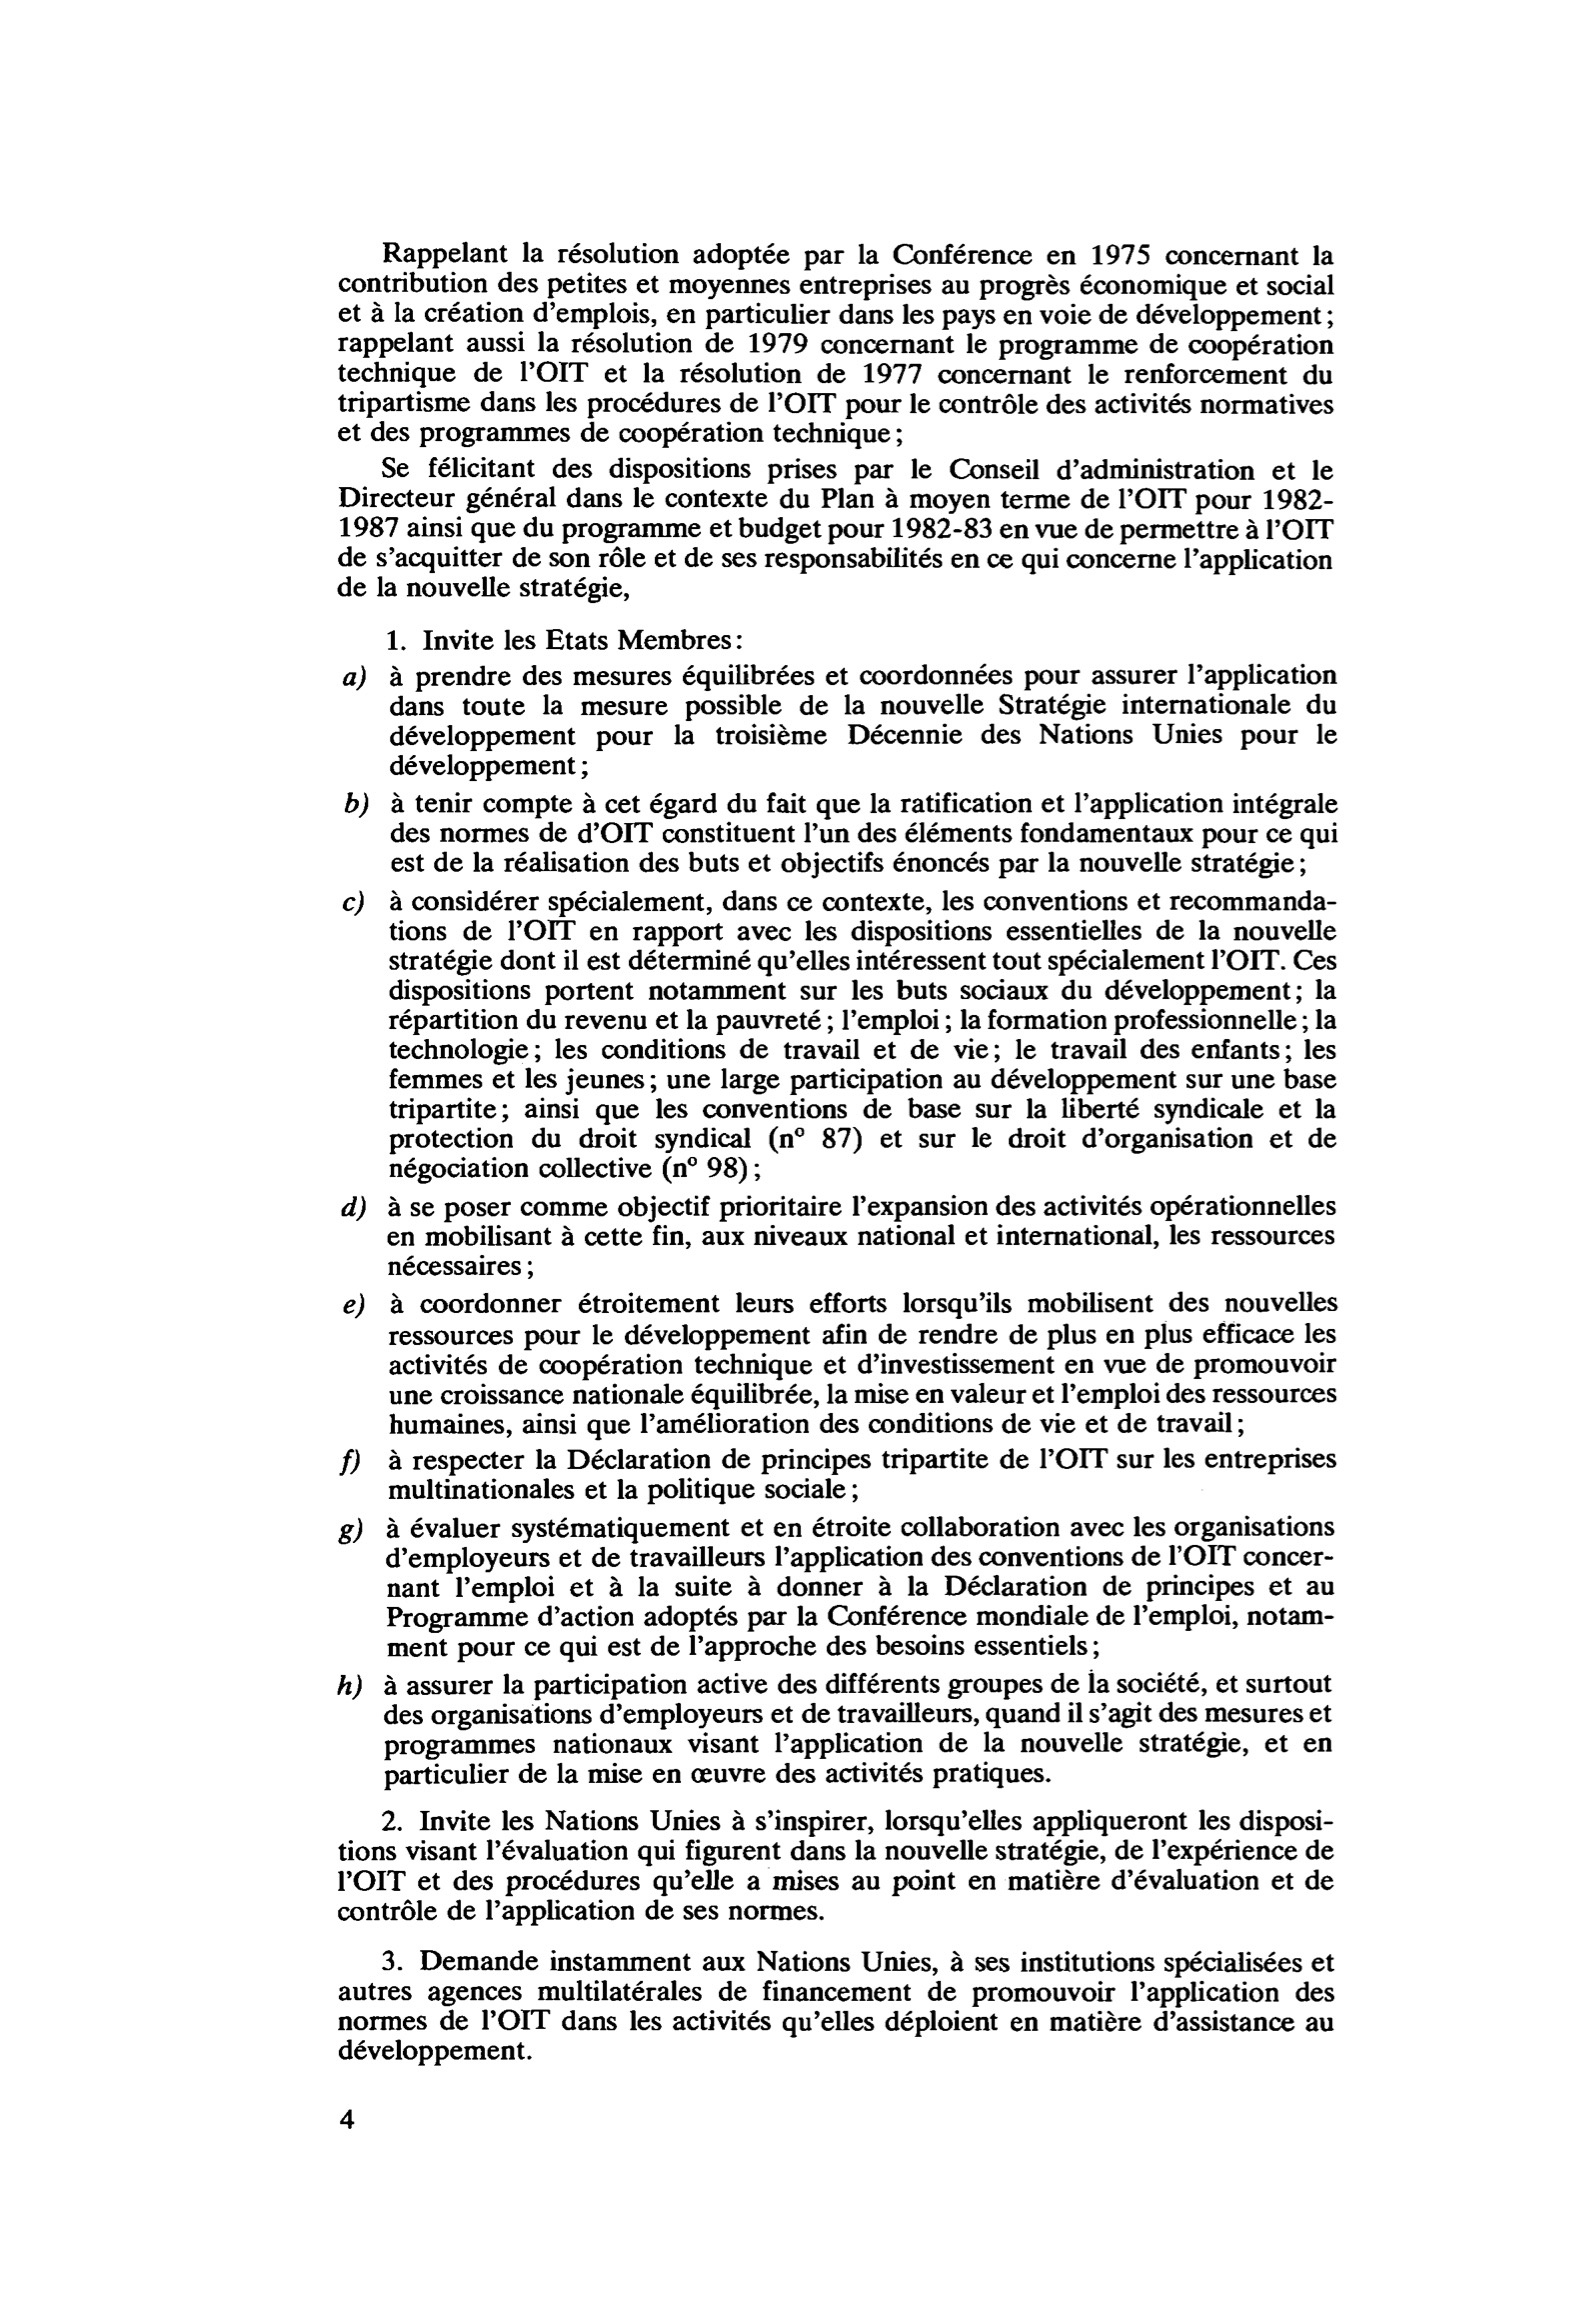 Rappelant la résolution adoptée par la Conférence en 1975 concernant la
contribution des petites et moyennes entreprises au progrès économique et social
et à la création d'emplois, en particulier dans les pays en voie de développement ;
rappelant aussi la résolution de 1979 concernant le programme de coopération
technique de l'OIT et la résolution de 1977 concernant le renforcement du
tripartisme dans les procédures de l'OIT pour le contrôle des activités normatives
et des programmes de coopération technique ;
Se félicitant des dispositions prises par le Conseil d'administration et le
Directeur général dans le contexte du Plan à moyen terme de l'OIT pour 1982-
1987 ainsi que du programme et budget pour 1982-83 en vue de permettre à l'OIT
de s'acquitter de son rôle et de ses responsabilités en ce qui concerne l'application
de la nouvelle stratégie,
1. Invite les Etats Membres :
a) à prendre des mesures équilibrées et coordonnées pour assurer l'application
dans toute la mesure possible de la nouvelle Stratégie internationale du
développement pour la troisième Décennie des Nations Unies pour le
développement ;
b) à tenir compte à cet égard du fait que la ratification et l'application intégrale
des normes de d'OIT constituent l'un des éléments fondamentaux pour ce qui
est de la réalisation des buts et objectifs énoncés par la nouvelle stratégie ;
c) à considérer spécialement, dans ce contexte, les conventions et recommanda-
tions de l'OIT en rapport avec les dispositions essentielles de la nouvelle
stratégie dont il est déterminé qu'elles intéressent tout spécialement l'OIT. Ces
dispositions portent notamment sur les buts sociaux du développement ; la
répartition du revenu et la pauvreté ; l'emploi ; la formation professionnelle ; la
technologie ; les conditions de travail et de vie ; le travail des enfants ; les
femmes et les jeunes ; une large participation au développement sur une base
tripartite ; ainsi que les conventions de base sur la liberté syndicale et la
protection du droit syndical (nº 87) et sur le droit d'organisation et de
négociation collective (nº 98) ;
d) à se poser comme objectif prioritaire l'expansion des activités opérationnelles
en mobilisant à cette fin, aux niveaux national et international, les ressources
nécessaires ;
e) à coordonner étroitement leurs efforts lorsqu'ils mobilisent des nouvelles
ressources pour le développement afin de rendre de plus en plus efficace les
activités de coopération technique et d'investissement en vue de promouvoir
une croissance nationale équilibrée, la mise en valeur et l'emploi des ressources
humaines, ainsi que l'amélioration des conditions de vie et de travail ;
f) à respecter la Déclaration de principes tripartite de l'OIT sur les entreprises
multinationales et la politique sociale ;
g) à évaluer systématiquement et en étroite collaboration avec les organisations
d'employeurs et de travailleurs l'application des conventions de l'OIT concer-
nant l'emploi et à la suite à donner à la Déclaration de principes et au
Programme d'action adoptés par la Conférence mondiale de l'emploi, notam-
ment pour ce qui est de l'approche des besoins essentiels ;
h) à assurer la participation active des différents groupes de la société, et surtout
des organisations d'employeurs et de travailleurs, quand il s'agit des mesures et
programmes nationaux visant l'application de la nouvelle stratégie, et en
particulier de la mise en œuvre des activités pratiques.
2. Invite les Nations Unies à s'inspirer, lorsqu'elles appliqueront les disposi-
tions visant l'évaluation qui figurent dans la nouvelle stratégie, de l'expérience de
l'OIT et des procédures qu'elle a mises au point en matière d'évaluation et de
contrôle de l'application de ses normes.
3. Demande instamment aux Nations Unies, à ses institutions spécialisées et
autres agences multilatérales de financement de promouvoir l'application des
normes de l'OIT dans les activités qu'elles déploient en matière d'assistance au
développement.
4